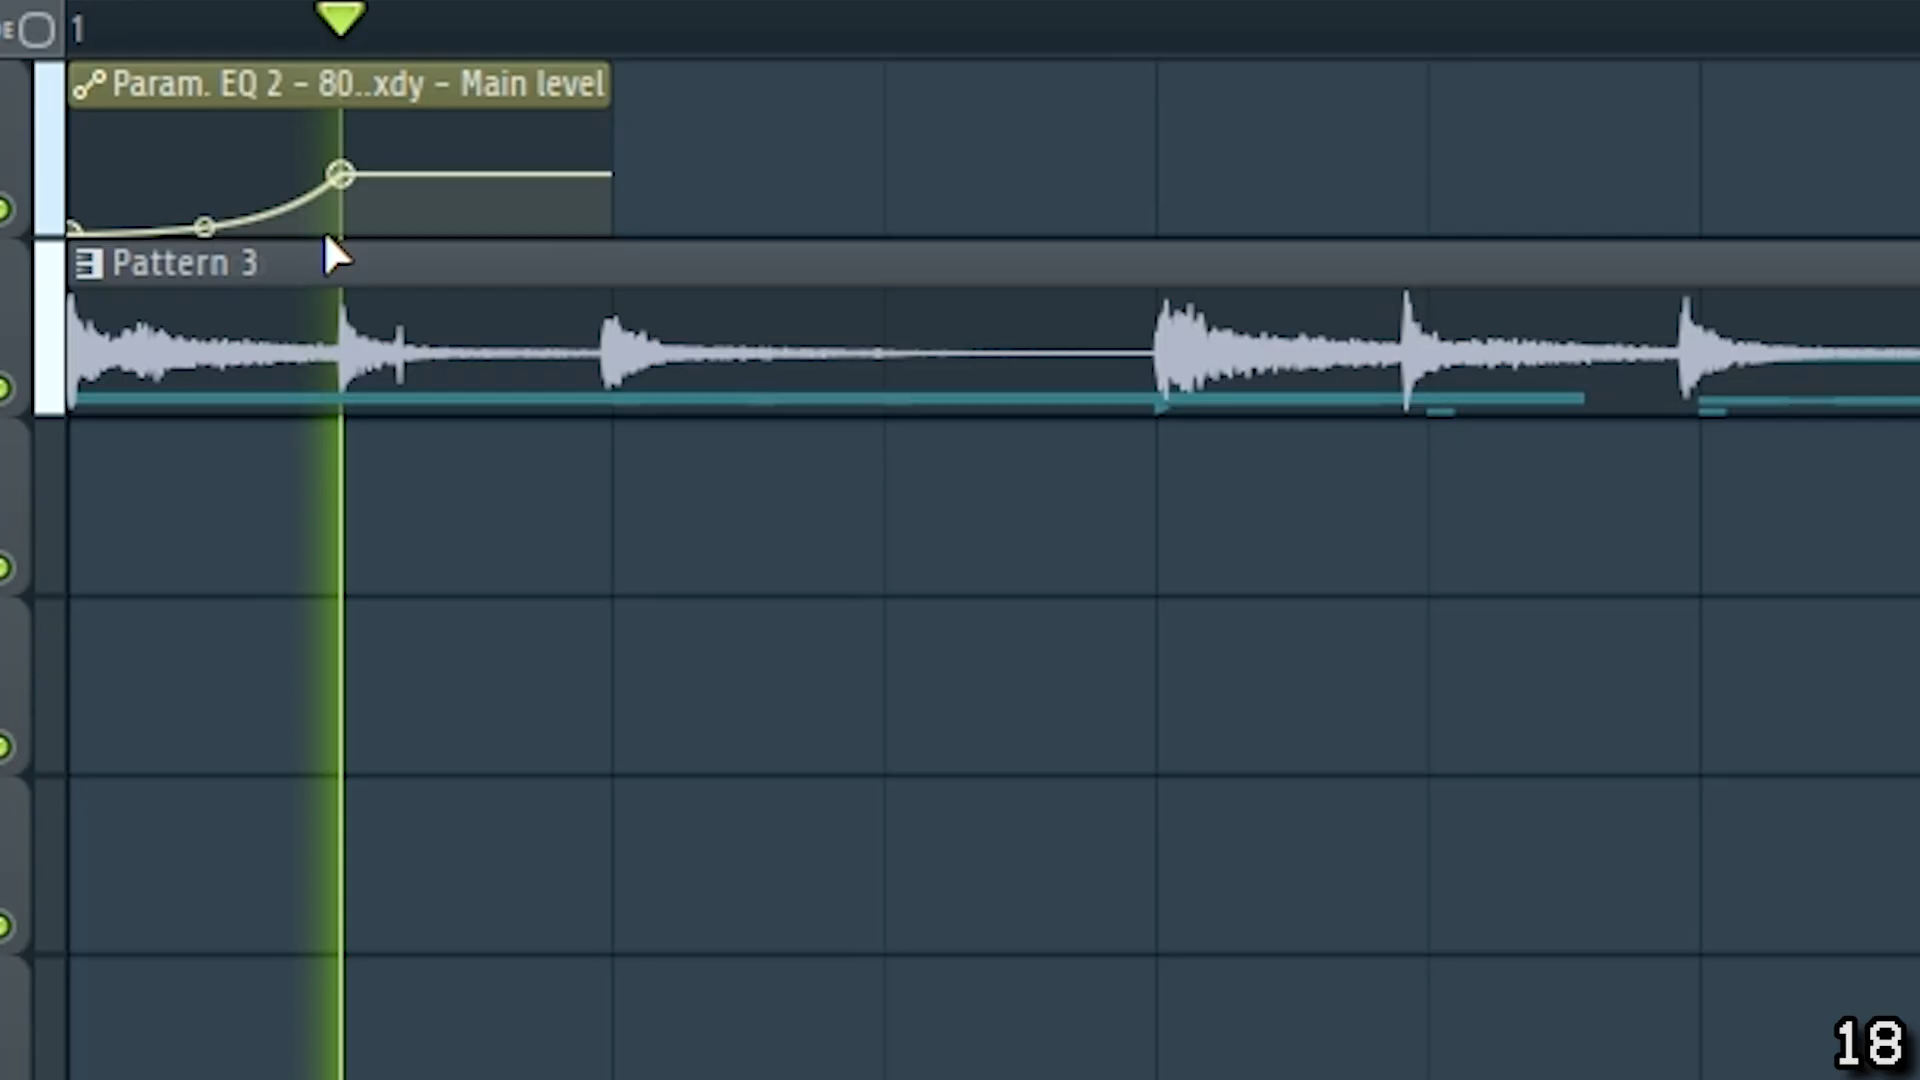 E
1
Param. EQ 2 – 80..xdy – Main level
Pattern 3
18